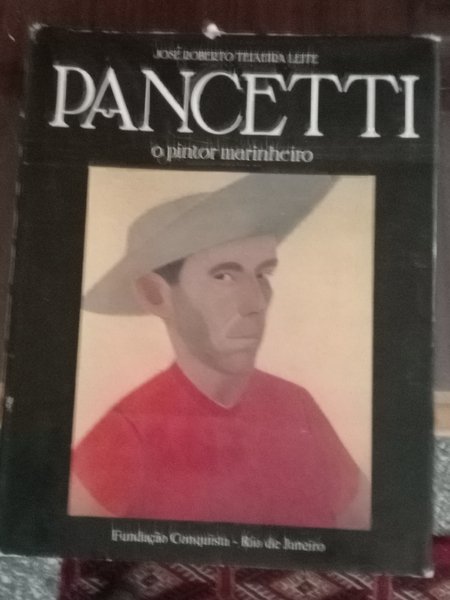 JOSÉ ROBERTO TEIXEIRA LEITE
PANCETTI
o pintor marinheiro
Fundação Conquista - Rio de Janeiro